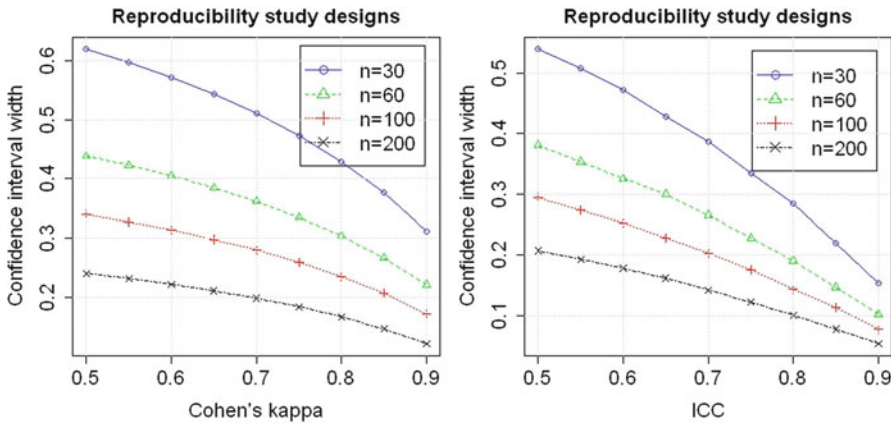 Reproducibility study designs
Confidence interval width
0.6
0.5
0.4
0.3
0.2
n=30
n=60
n=100
n=200
0.5 0.6 0.7 0.8 0.9
Cohen's kappa
Reproducibility study designs
Confidence interval width
0.5
0.4
0.3
0.2
0.1
n=30
n=60
n=100
n=200
0.5 0.6 0.7 0.8 0.9
ICC